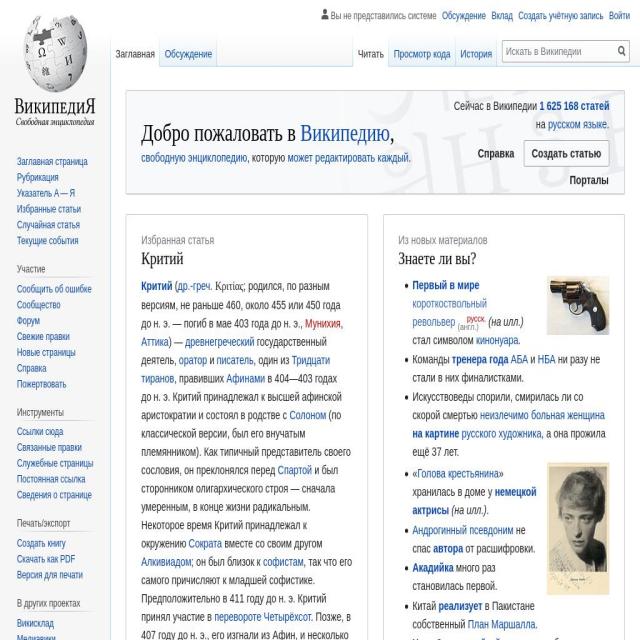 Вы не представились системе Обсуждение Вклад Создать учётную запись Войти
Заглавная Обсуждение Читать Просмотр кода История Искать в Википедии
ВикипедиЯ
Свободная энциклопедия
Заглавная страница
Рубрикация
Указатель А — Я
Избранные статьи
Случайная статья
Текущие события
Участие
Сообщить об ошибке
Сообщество
Форум
Свежие правки
Новые страницы
Справка
Пожертвовать
Инструменты
Ссылки сюда
Связанные правки
Служебные страницы
Постоянная ссылка
Сведения о странице
Печать/экспорт
Создать книгу
Скачать как PDF
Версия для печати
В других проектах
Викисклад
Медиавики
Добро пожаловать в Википедию,
свободную энциклопедию, которую может редактировать каждый.
Сейчас в Википедии 1 625 168 статей
на русском языке.
Справка Создать статью
Порталы
Избранная статья
Критий
Критий (др.-греч. Κριτίας; родился, по разным
версиям, не раньше 460, около 455 или 450 года
до н. э. — погиб в мае 403 года до н. э., Мунихия,
Аттика) — древнегреческий государственный
деятель, оратор и писатель, один из Тридцати
тиранов, правивших Афинами в 404—403 годах
до н. э. Критий принадлежал к высшей афинской
аристократии и состоял в родстве с Солоном (по
классической версии, был его внучатым
племянником). Как типичный представитель своего
сословия, он преклонялся перед Спартой и был
сторонником олигархического строя — сначала
умеренным, в конце жизни радикальным.
Некоторое время Критий принадлежал к
окружению Сократа вместе со своим другом
Алкивиадом; он был близок к софистам, так что его
самого причисляют к младшей софистике.
Предположительно в 411 году до н. э. Критий
принял участие в перевороте Четырёхсот. Позже, в
407 году до н. э., его изгнали из Афин, и несколько
Из новых материалов
Знаете ли вы?
Первый в мире
короткоствольный
револьвер русск. (англ.) (на илл.)
стал символом кинонуара.
Команды тренера года АБА и НБА ни разу не
стали в них финалистками.
Искусствоведы спорили, смирилась ли со
скорой смертью неизлечимо больная женщина
на картине русского художника, а она прожила
ещё 37 лет.
«Голова крестьянина»
хранилась в доме у немецкой
актрисы (на илл.).
Андрогинный псевдоним не
спас автора от расшифровки.
Акадийка много раз
становилась первой.
Китай реализует в Пакистане
собственный План Маршалла.